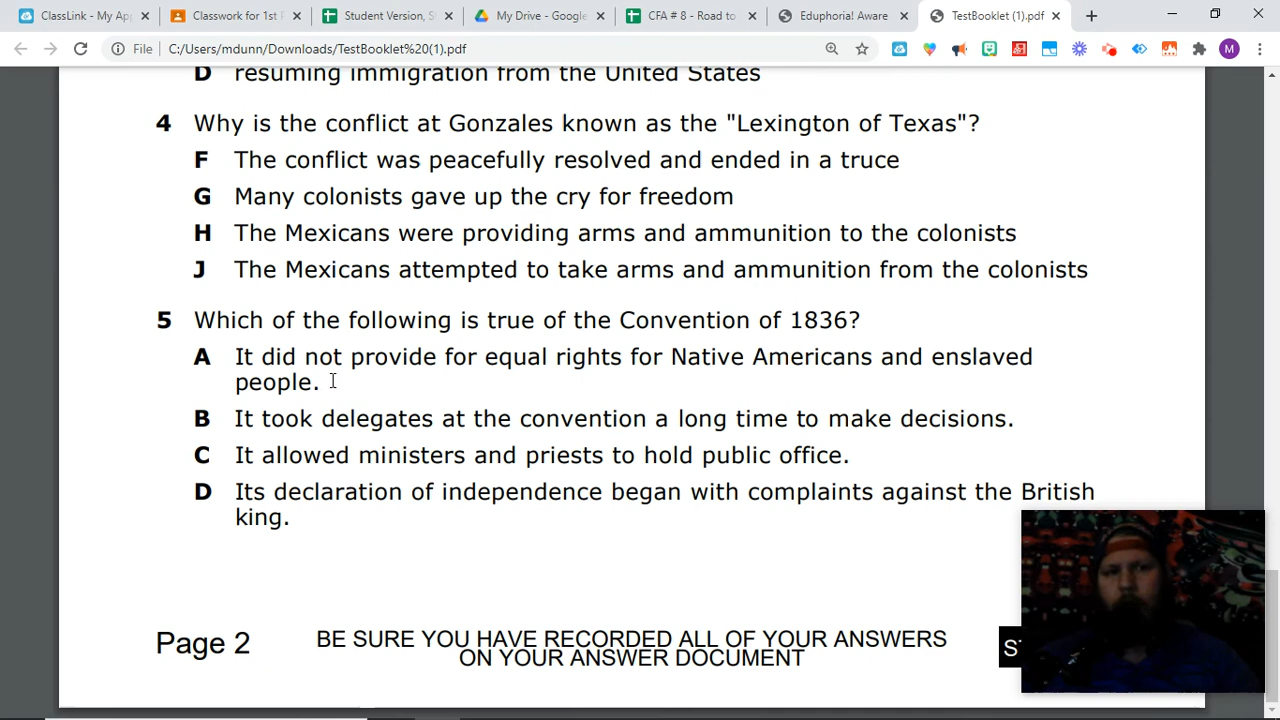 ClassLink - My Ap
Classwork for 1st P
Student Version, S
My Drive - Google
CFA # 8 - Road to
Eduphoria! Aware
TestBooklet (1).pdf
File
C:/Users/mdunn/Downloads/TestBooklet%20(1).pdf
M
D resuming immigration from the United States
4 Why is the conflict at Gonzales known as the "Lexington of Texas"?
F The conflict was peacefully resolved and ended in a truce
G Many colonists gave up the cry for freedom
H The Mexicans were providing arms and ammunition to the colonists
J The Mexicans attempted to take arms and ammunition from the colonists
5 Which of the following is true of the Convention of 1836?
A It did not provide for equal rights for Native Americans and enslaved
people.
B It took delegates at the convention a long time to make decisions.
C It allowed ministers and priests to hold public office.
D Its declaration of independence began with complaints against the British
king.
Page 2
BE SURE YOU HAVE RECORDED ALL OF YOUR ANSWERS
ON YOUR ANSWER DOCUMENT